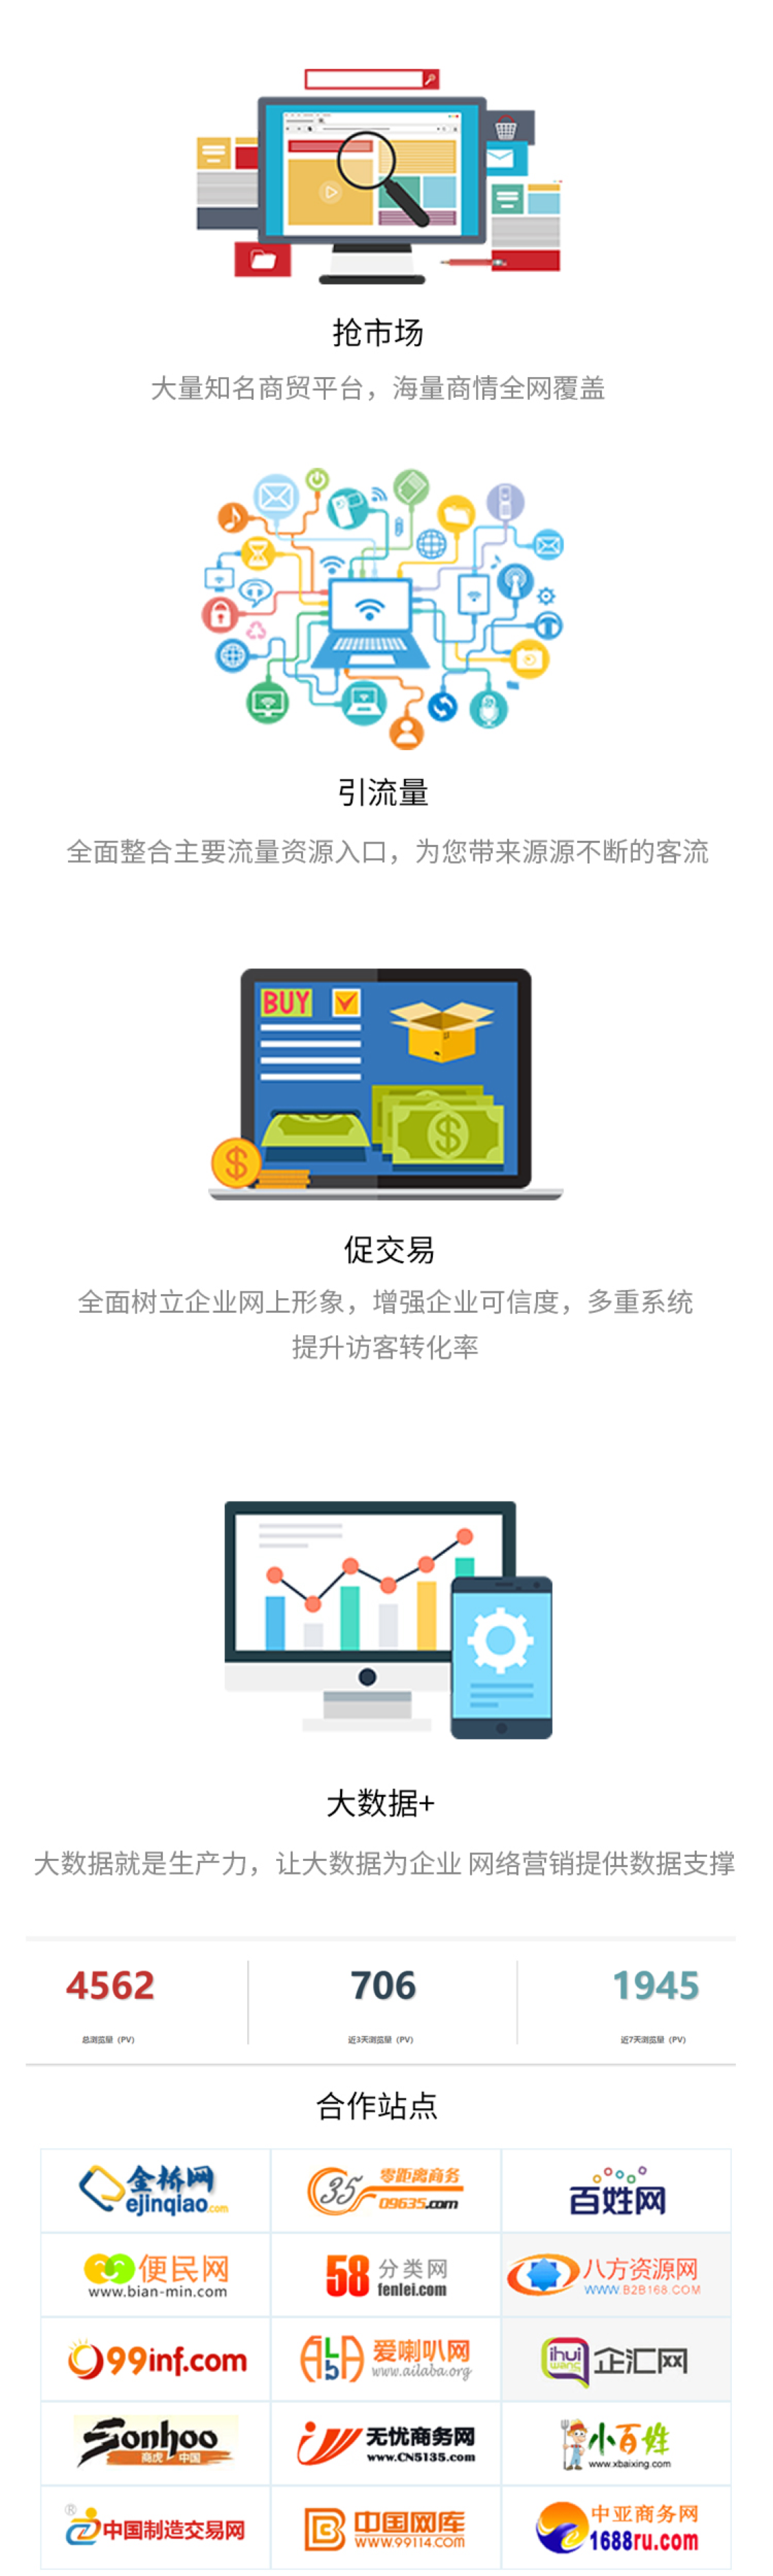 抢市场
大量知名商贸平台，海量商情全网覆盖
引流量
全面整合主要流量资源入口，为您带来源源不断的客流
BUY
促交易
全面树立企业网上形象，增强企业可信度，多重系统
提升访客转化率
大数据+
大数据就是生产力，让大数据为企业 网络营销提供数据支撑
4562 706 1945
总浏览量（PV） 近3天浏览量（PV） 近7天浏览量（PV）
合作站点
金桥网
ejinqiao.com
35 零距离商务
09635.com
百姓网
便民网
www.bian-min.com
58 分类网
fenlei.com
八方资源网
WWW.B2B168.COM
99inf.com
ALbA 爱喇叭网
www.ailaba.org
ihui wang 企汇网
Sonhoo
商虎 中国
无忧商务网
www.CN5135.com
小百姓
www.xbaixing.com
® 中国制造交易网
中国网库
WWW.99114.COM
中亚商务网
1688ru.com